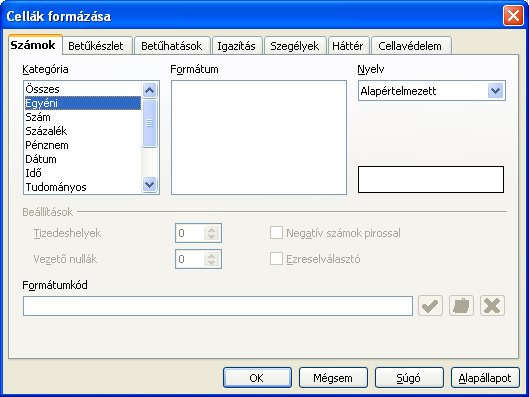 Cellák formázása
Számok Betűkészlet Betűhatások Igazítás Szegélyek Háttér Cellavédelem
Kategória Formátum Nyelv
Összes
Egyéni
Szám
Százalék
Pénznem
Dátum
Idő
Tudományos
Alapértelmezett
Beállítások
Tizedeshelyek 0 Negatív számok pirossal
Vezető nullák 0 Ezreselválasztó
Formátumkód
OK Mégsem Súgó Alapállapot